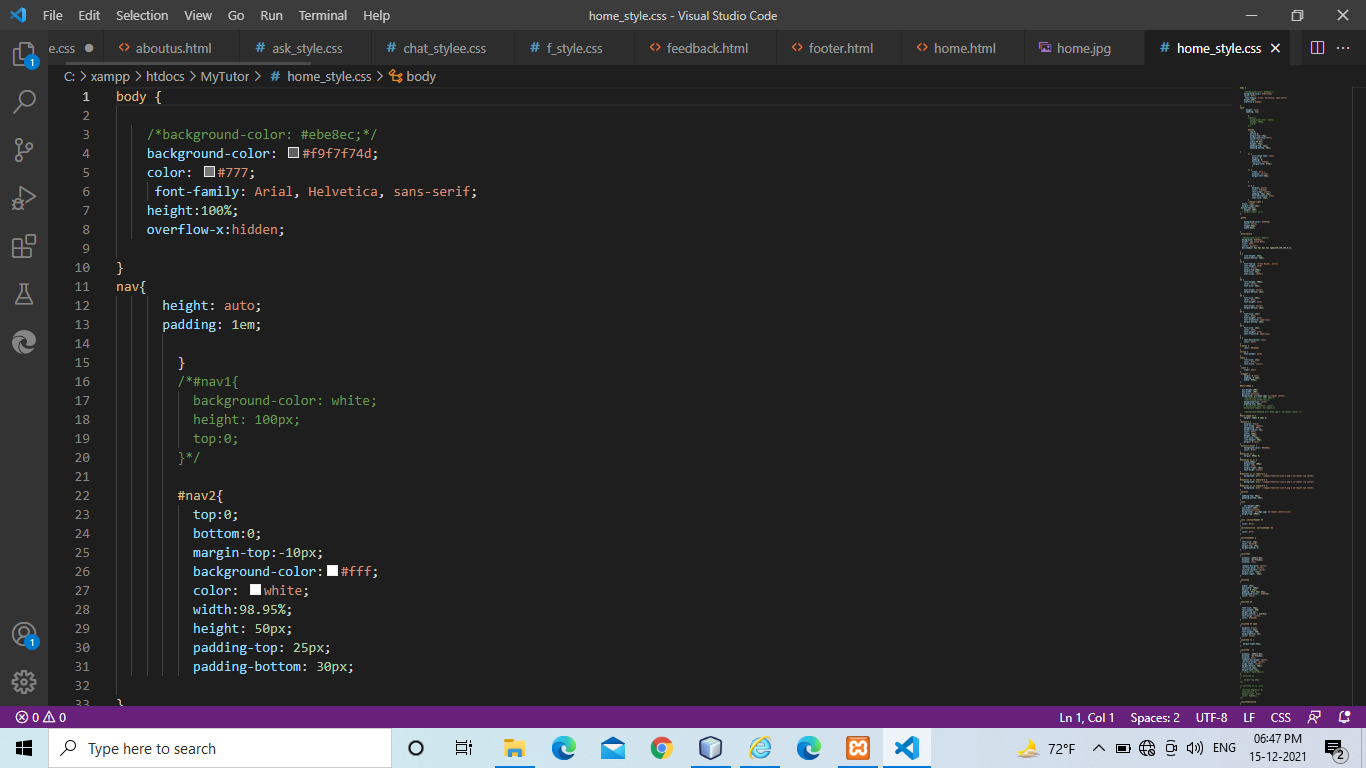 File Edit Selection View Go Run Terminal Help home_style.css - Visual Studio Code
e.css aboutus.html # ask_style.css # chat_stylee.css # f_style.css feedback.html footer.html home.html home.jpg # home_style.css
C: > xampp > htdocs > MyTutor > # home_style.css > body
1 body {
2
3 /*background-color: #ebe8ec;*/
4 background-color: #f9f7f74d;
5 color: #777;
6 font-family: Arial, Helvetica, sans-serif;
7 height:100%;
8 overflow-x:hidden;
9
10 }
11 nav{
12 height: auto;
13 padding: 1em;
14
15 }
16 /*#nav1{
17 background-color: white;
18 height: 100px;
19 top:0;
20 }*/
21
22 #nav2{
23 top:0;
24 bottom:0;
25 margin-top:-10px;
26 background-color: #fff;
27 color: white;
28 width:98.95%;
29 height: 50px;
30 padding-top: 25px;
31 padding-bottom: 30px;
32
33 }
1
1
0 0 Ln 1, Col 1 Spaces: 2 UTF-8 LF CSS
Type here to search 72°F ENG 06:47 PM
15-12-2021 2